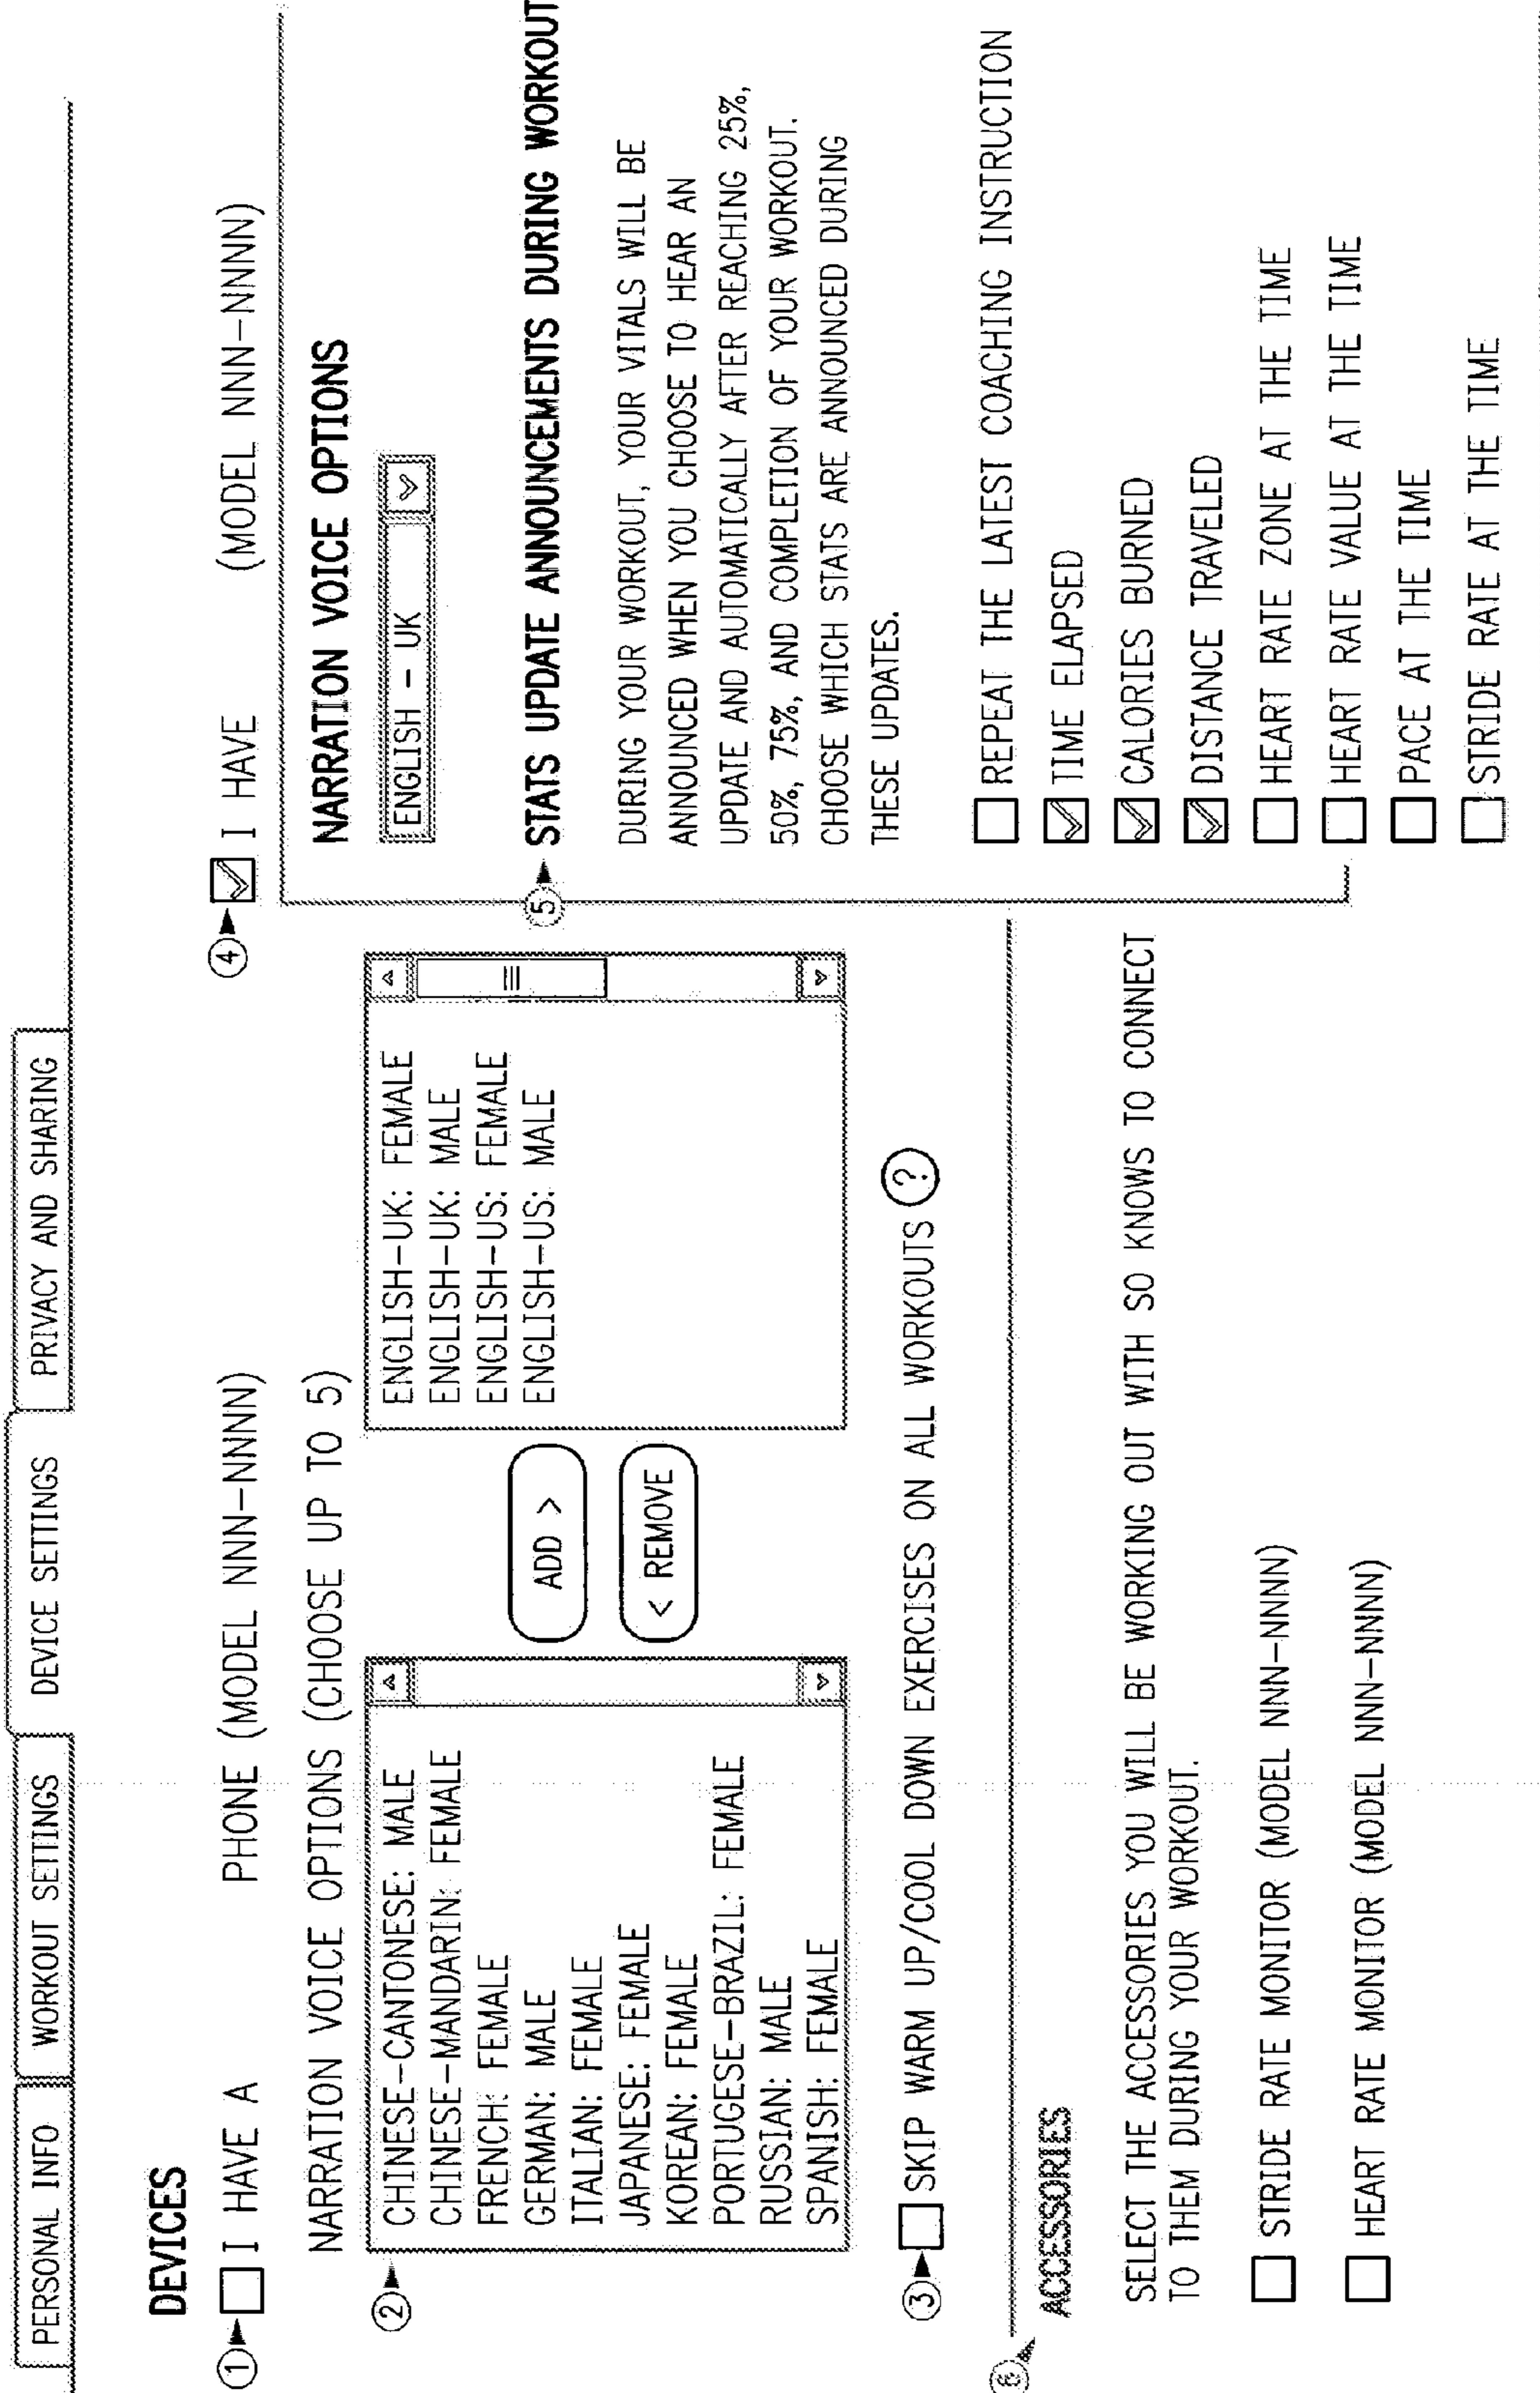 PERSONAL INFO
WORKOUT SETTINGS
DEVICE SETTINGS
PRIVACY AND SHARING
DEVICES
1
I HAVE A PHONE (MODEL NNN-NNNN)
NARRATION VOICE OPTIONS (CHOOSE UP TO 5)
2
CHINESE-CANTONESE: MALE
CHINESE-MANDARIN: FEMALE
FRENCH: FEMALE
GERMAN: MALE
ITALIAN: FEMALE
JAPANESE: FEMALE
KOREAN: FEMALE
PORTUGESE-BRAZIL: FEMALE
RUSSIAN: MALE
SPANISH: FEMALE
ADD >
< REMOVE
ENGLISH-UK: FEMALE
ENGLISH-UK: MALE
ENGLISH-US: FEMALE
ENGLISH-US: MALE
3
SKIP WARM UP/COOL DOWN EXERCISES ON ALL WORKOUTS ?
4
I HAVE (MODEL NNN-NNNN)
NARRATION VOICE OPTIONS
ENGLISH - UK
5
STATS UPDATE ANNOUNCEMENTS DURING WORKOUT
DURING YOUR WORKOUT, YOUR VITALS WILL BE
ANNOUNCED WHEN YOU CHOOSE TO HEAR AN
UPDATE AND AUTOMATICALLY AFTER REACHING 25%,
50%, 75%, AND COMPLETION OF YOUR WORKOUT.
CHOOSE WHICH STATS ARE ANNOUNCED DURING
THESE UPDATES.
REPEAT THE LATEST COACHING INSTRUCTION
TIME ELAPSED
CALORIES BURNED
DISTANCE TRAVELED
HEART RATE ZONE AT THE TIME
HEART RATE VALUE AT THE TIME
PACE AT THE TIME
STRIDE RATE AT THE TIME
ACCESSORIES
SELECT THE ACCESSORIES YOU WILL BE WORKING OUT WITH SO KNOWS TO CONNECT
TO THEM DURING YOUR WORKOUT.
STRIDE RATE MONITOR (MODEL NNN-NNNN)
HEART RATE MONITOR (MODEL NNN-NNNN)